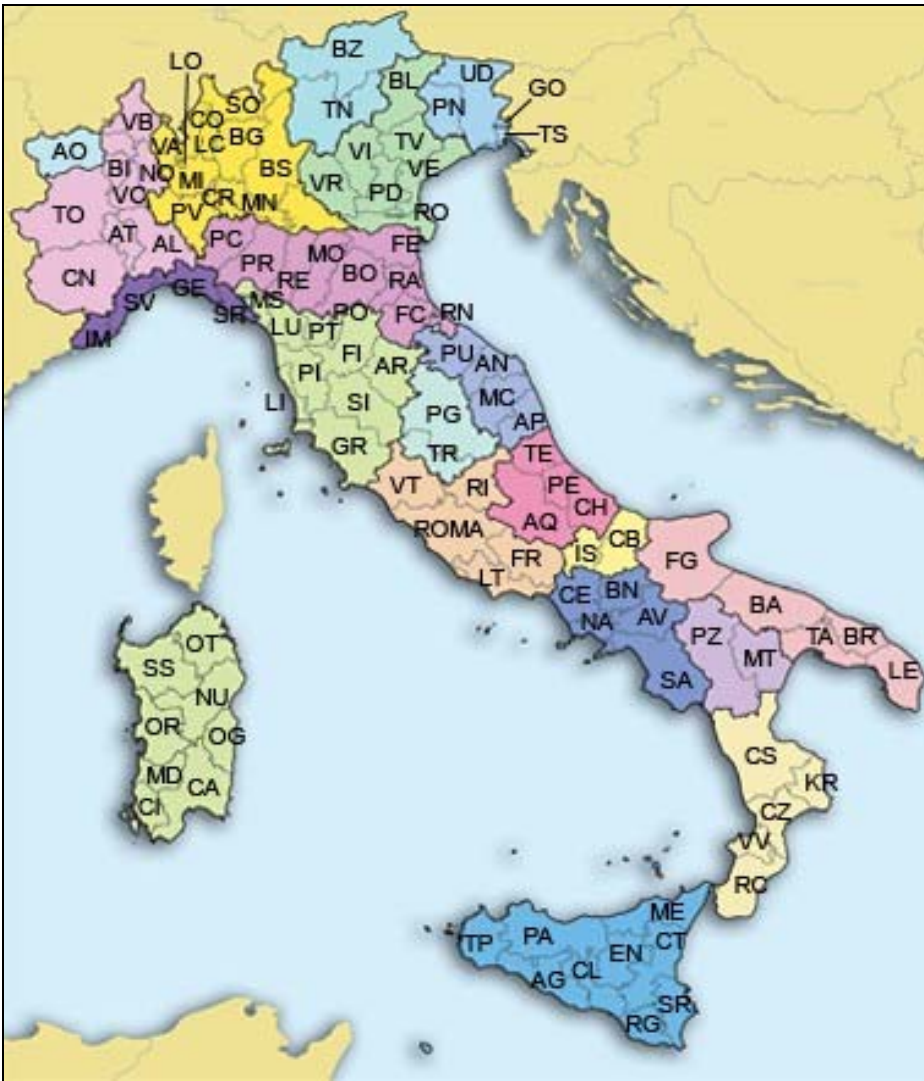 BZ
LO
BL
UD
GO
SO
TN
PN
TS
CO
VB
VA
LC
BG
TV
AO
VI
BI
NO
MI
BS
VE
VC
VR
PD
TO
PV
CR
MN
RO
AT
AL
PC
MO
FE
CN
PR
RE
BO
RA
GE
SV
MS
SR
PO
FC
RN
IM
LU
PT
FI
AR
PU
AN
PI
MC
LI
SI
PG
AP
GR
TR
TE
VT
RI
PE
CH
ROMA
AQ
CB
IS
FR
FG
LT
CE
BN
BA
NA
AV
PZ
TA
BR
OT
MT
LE
SS
SA
NU
OR
OG
CS
MD
CA
KR
CI
CZ
VV
RC
ME
TP
PA
CT
EN
CL
AG
SR
RG